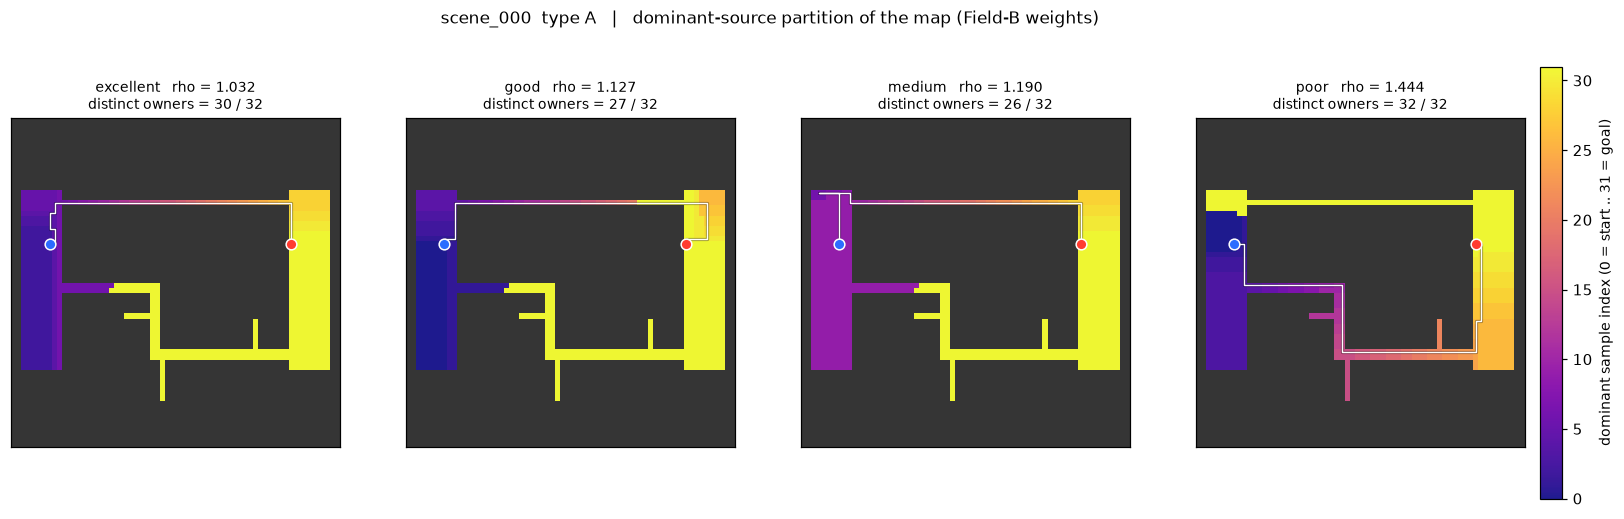 scene_000  type A   |   dominant-source partition of the map (Field-B weights)
excellent   rho = 1.032
distinct owners = 30 / 32
good   rho = 1.127
distinct owners = 27 / 32
medium   rho = 1.190
distinct owners = 26 / 32
poor   rho = 1.444
distinct owners = 32 / 32
30
25
20
15
10
5
0
dominant sample index (0 = start .. 31 = goal)